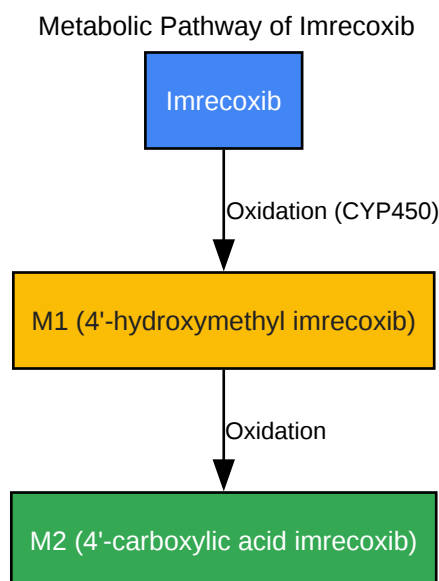 Metabolic Pathway of Imrecoxib
Imrecoxib
Oxidation (CYP450)
M1 (4'-hydroxymethyl imrecoxib)
Oxidation
M2 (4'-carboxylic acid imrecoxib)